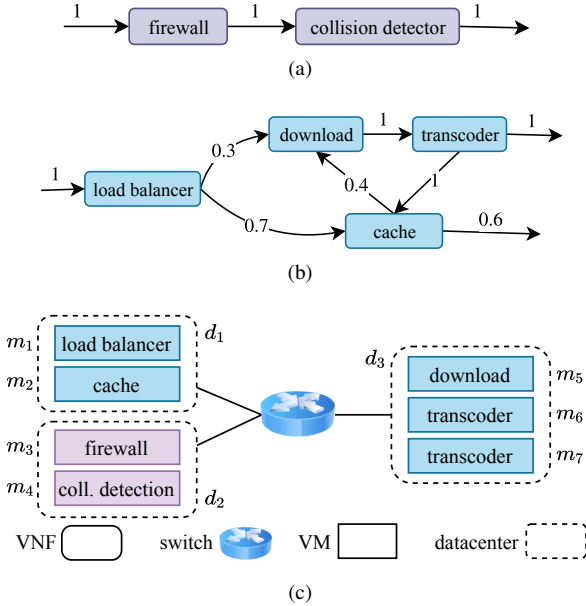 1
1
1
firewall
collision detector
(a)
1
1
download
transcoder
0.3
1
load balancer
0.4
1
0.7
cache
0.6
(b)
m1
load balancer
d1
m2
cache
d3
download
m5
transcoder
m6
transcoder
m7
m3
firewall
m4
coll. detection
d2
VNF
switch
VM
datacenter
(c)